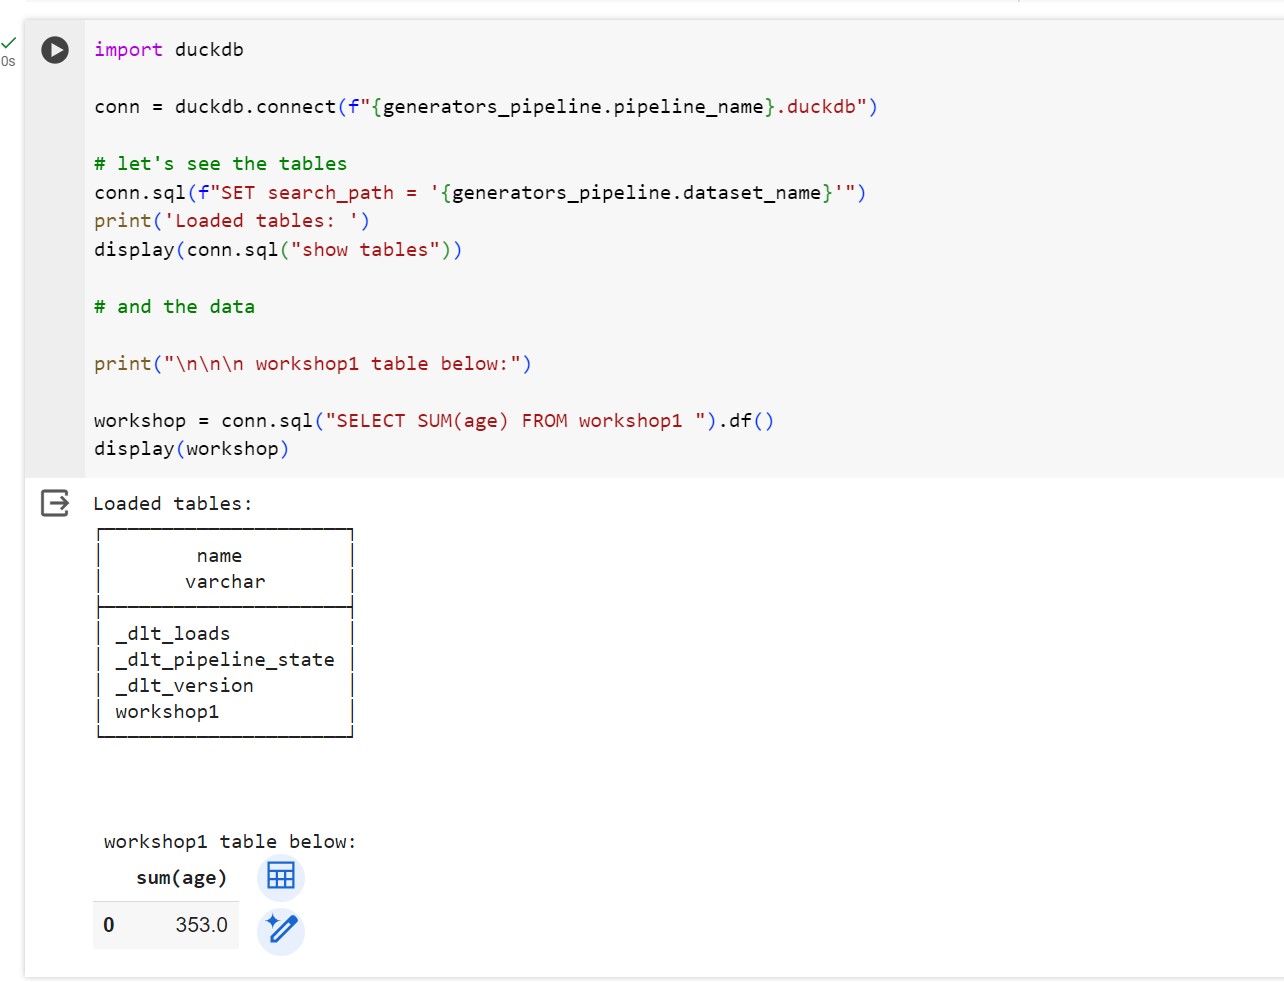 0s
import duckdb
conn = duckdb.connect(f"{generators_pipeline.pipeline_name}.duckdb")
# let's see the tables
conn.sql(f"SET search_path = '{generators_pipeline.dataset_name}'")
print('Loaded tables: ')
display(conn.sql("show tables"))
# and the data
print("\n\n\n workshop1 table below:")
workshop = conn.sql("SELECT SUM(age) FROM workshop1 ").df()
display(workshop)
Loaded tables:
name
varchar
_dlt_loads
_dlt_pipeline_state
_dlt_version
workshop1
workshop1 table below:
sum(age)
0 353.0